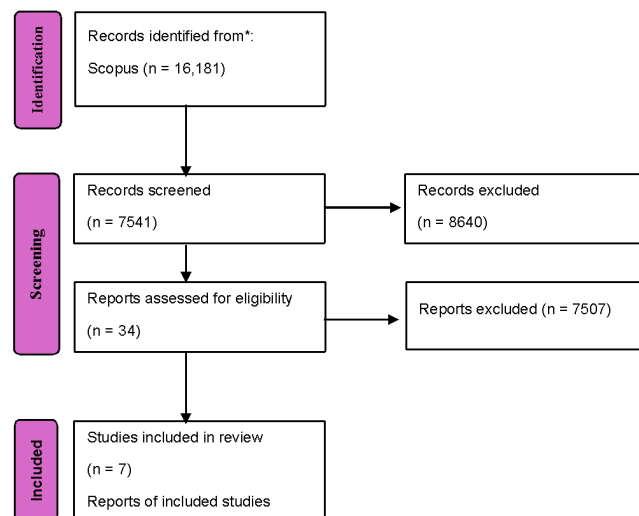 Identification
Records identified from*:
Scopus (n = 16,181)
Screening
Records screened
(n = 7541)
Records excluded
(n = 8640)
Reports assessed for eligibility
(n = 34)
Reports excluded (n = 7507)
Included
Studies included in review
(n = 7)
Reports of included studies